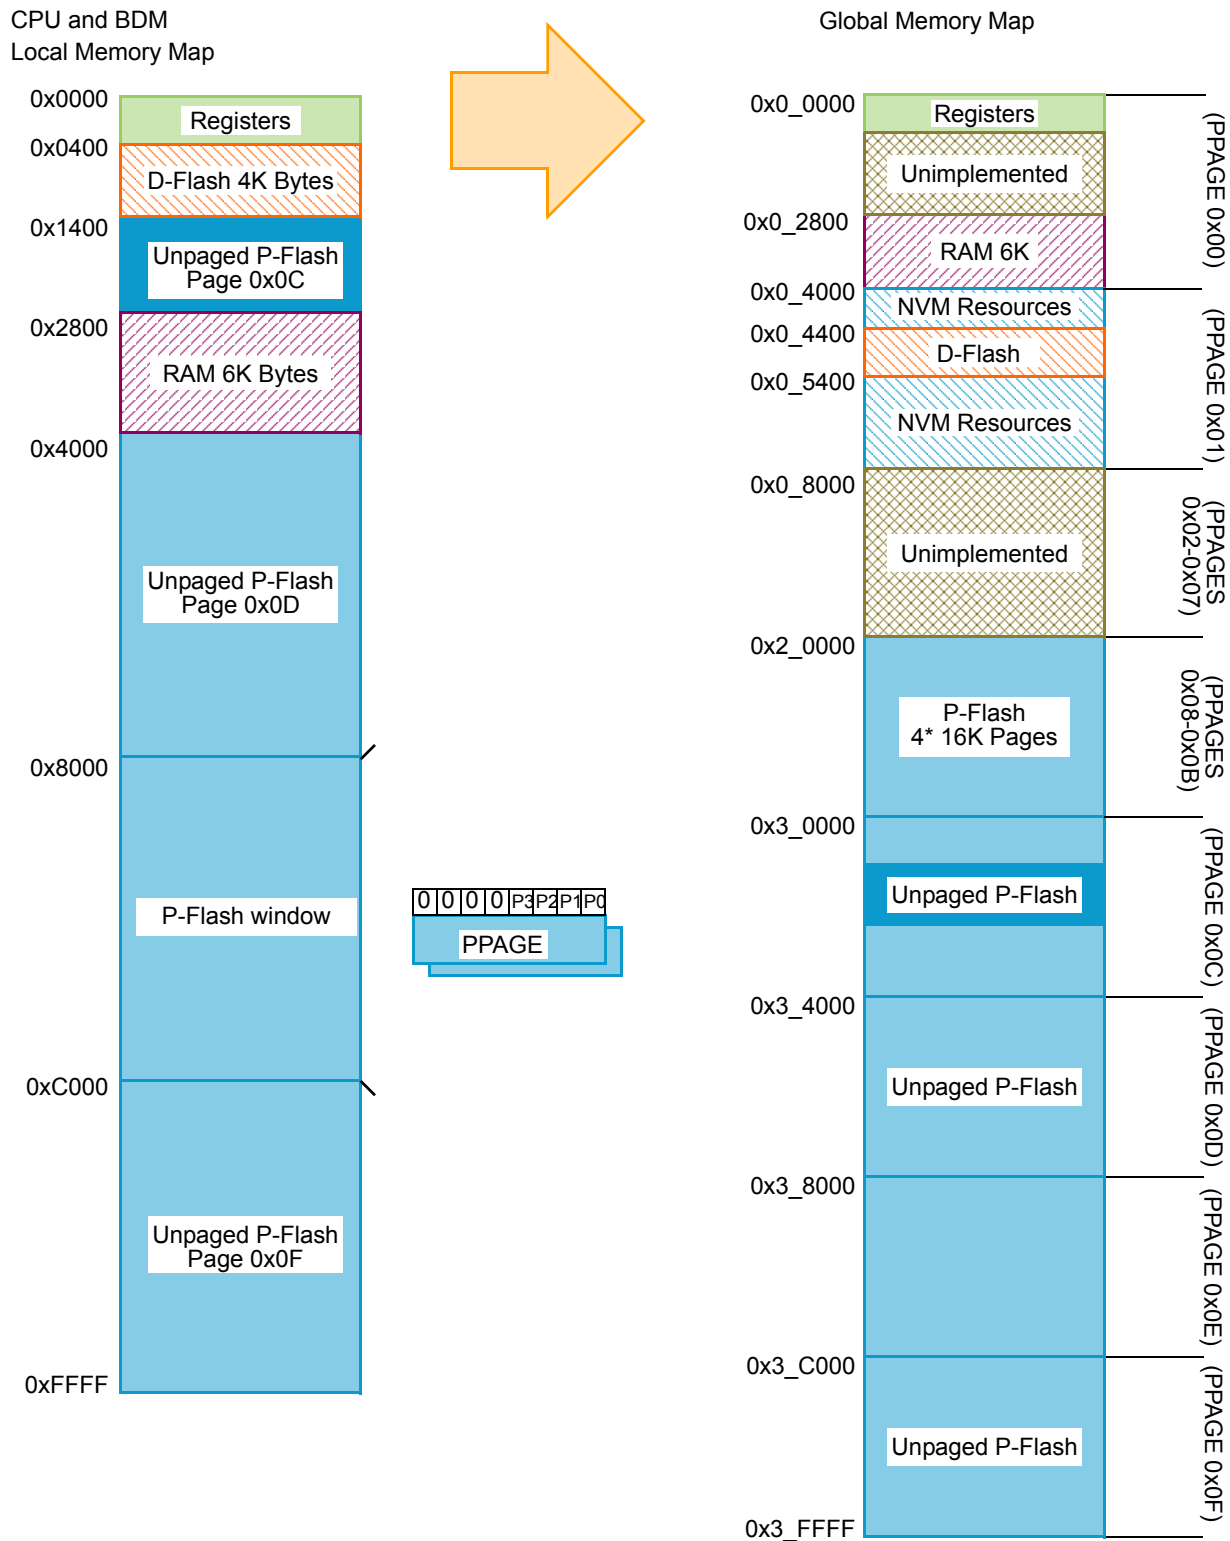 CPU and BDM
Local Memory Map
0x0000
Registers
0x0400
D-Flash 4K Bytes
0x1400
Unpaged P-Flash
Page 0x0C
0x2800
RAM 6K Bytes
0x4000
Unpaged P-Flash
Page 0x0D
0x8000
P-Flash window
0xC000
Unpaged P-Flash
Page 0x0F
0xFFFF
0 0 0 0 P3 P2 P1 P0
PPAGE
Global Memory Map
0x0_0000
Registers
Unimplemented
0x0_2800
RAM 6K
(PPAGE 0x00)
0x0_4000
NVM Resources
0x0_4400
D-Flash
0x0_5400
NVM Resources
(PPAGE 0x01)
0x0_8000
Unimplemented
(PPAGES
0x02-0x07)
0x2_0000
P-Flash
4* 16K Pages
(PPAGES
0x08-0x0B)
0x3_0000
Unpaged P-Flash
(PPAGE 0x0C)
0x3_4000
Unpaged P-Flash
(PPAGE 0x0D)
0x3_8000
(PPAGE 0x0E)
0x3_C000
Unpaged P-Flash
(PPAGE 0x0F)
0x3_FFFF